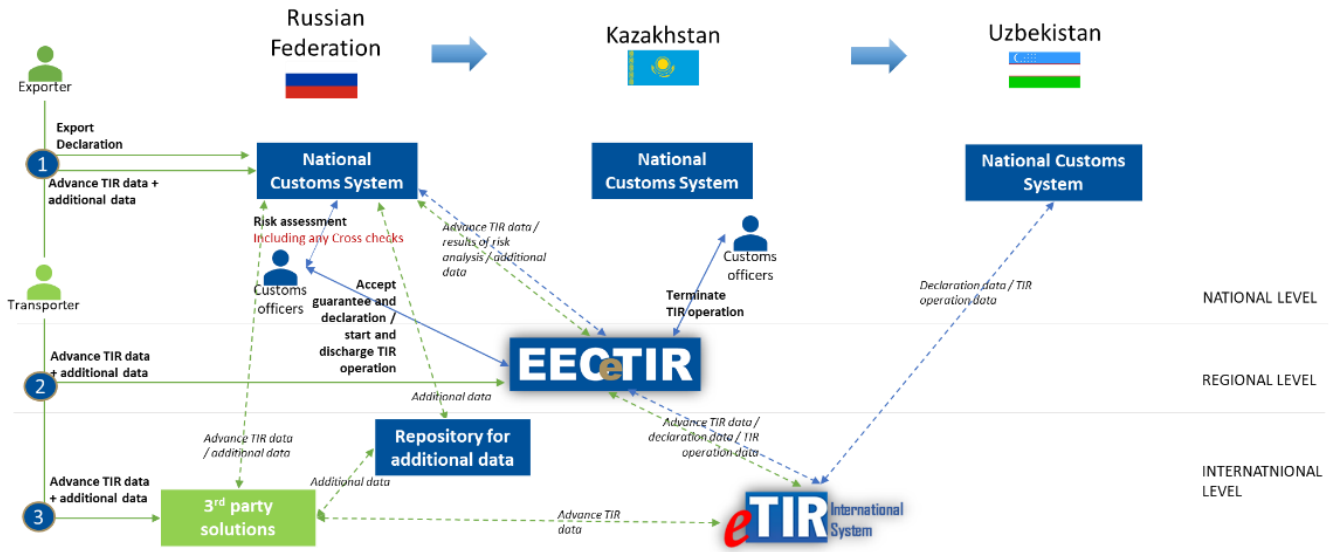 Russian
Federation
Kazakhstan
Uzbekistan
Exporter
Export
Declaration
1
Advance TIR data +
additional data
National
Customs System
National
Customs System
National Customs
System
Risk assessment
Including any Cross checks
Customs
officers
Advance TIR data /
results of risk
analysis / additional
data
Customs
officers
Transporter
Accept
guarantee and
declaration /
start and
discharge TIR
operation
Terminate
TIR operation
Declaration data / TIR
operation data
NATIONAL LEVEL
Advance TIR data
+ additional data
2
EEC eTIR
REGIONAL LEVEL
Additional data
Advance TIR data
/ additional data
Repository for
additional data
Advance TIR data /
declaration data / TIR
operation data
INTERNATNIONAL
LEVEL
Advance TIR data
+ additional data
3
Additional data
3rd party
solutions
Advance TIR
data
eTIR
International
System